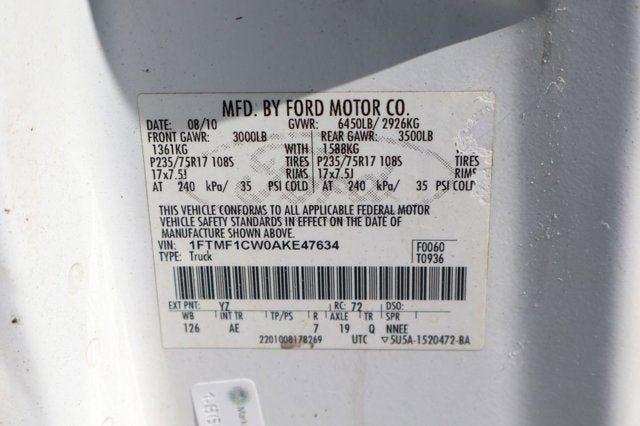 MFD. BY FORD MOTOR CO.
DATE: 08/10 GVWR: 6450LB/ 2926KG
FRONT GAWR: 3000LB REAR GAWR: 3500LB
1361KG WITH 1588KG
P235/75R17 108S TIRES P235/75R17 108S TIRES
17x7.5J RIMS 17x7.5J RIMS
AT 240 kPa/ 35 PSI COLD AT 240 kPa/ 35 PSI COLD
THIS VEHICLE CONFORMS TO ALL APPLICABLE FEDERAL MOTOR
VEHICLE SAFETY STANDARDS IN EFFECT ON THE DATE OF
MANUFACTURE SHOWN ABOVE.
VIN: 1FTMF1CW0AKE47634 F0060
TYPE: Truck T0936
EXT PNT: YZ RC: 72 DSO:
WB INT TR TP/PS R AXLE TR SPR
126 AE 7 19 Q NNEE
2201008178269 UTC ▽5U5A-1520472-BA